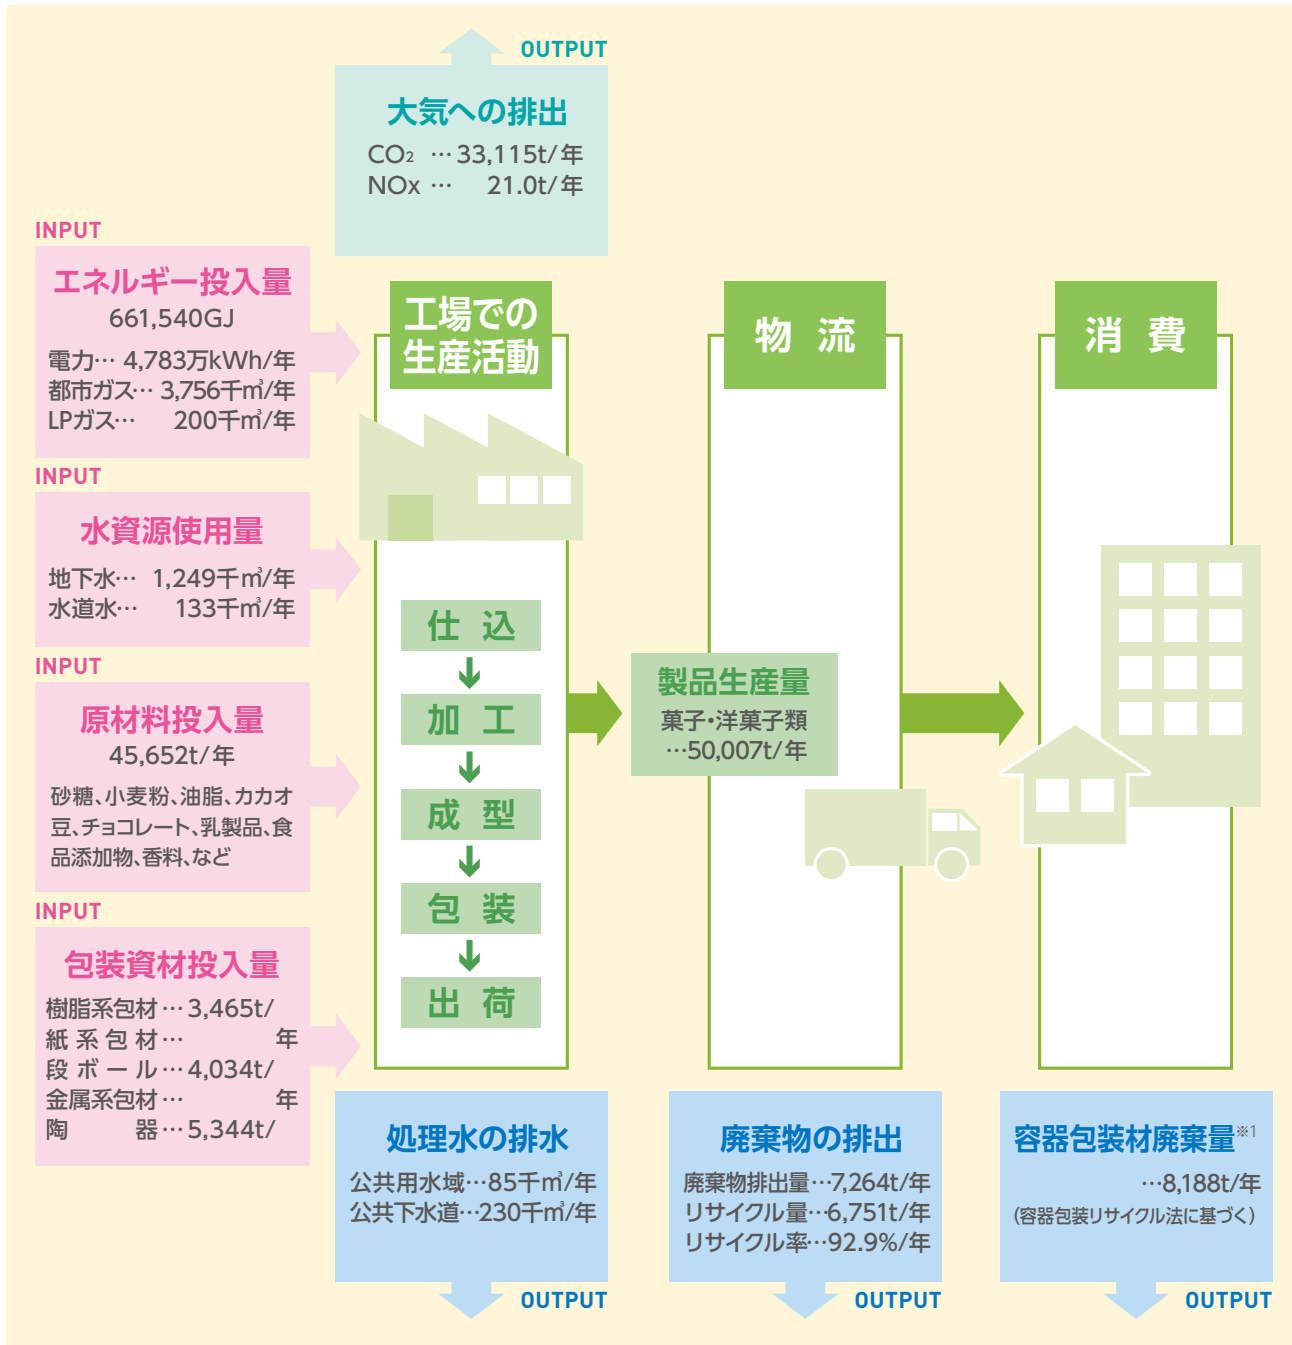 OUTPUT
大気への排出
CO₂ …33,115t/年
NOx … 21.0t/年
INPUT
エネルギー投入量
661,540GJ
電力… 4,783万kWh/年
都市ガス… 3,756千㎥/年
LPガス… 200千㎥/年
INPUT
水資源使用量
地下水… 1,249千㎥/年
水道水… 133千㎥/年
INPUT
原材料投入量
45,652t/年
砂糖、小麦粉、油脂、カカオ
豆、チョコレート、乳製品、食
品添加物、香料、など
INPUT
包装資材投入量
樹脂系包材…3,465t/
紙系包材… 年
段ボール…4,034t/
金属系包材… 年
陶器…5,344t/
工場での
生産活動
仕込
加工
成型
包装
出荷
物流
製品生産量
菓子・洋菓子類
…50,007t/年
消費
処理水の排水
公共用水域…85千㎥/年
公共下水道…230千㎥/年
OUTPUT
廃棄物の排出
廃棄物排出量…7,264t/年
リサイクル量…6,751t/年
リサイクル率…92.9%/年
OUTPUT
容器包装材廃棄量※1
…8,188t/年
(容器包装リサイクル法に基づく)
OUTPUT